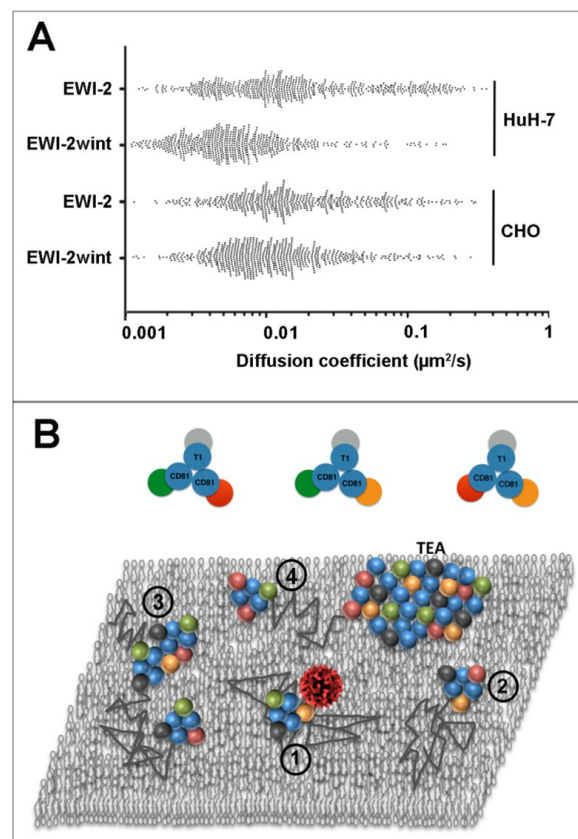 A
EWI-2
EWI-2wint
HuH-7
EWI-2
EWI-2wint
CHO
0.001 0.01 0.1 1
Diffusion coefficient (µm²/s)
B
T1 T1 T1
CD81 CD81 CD81 CD81 CD81 CD81
TEA
4
3
2
1